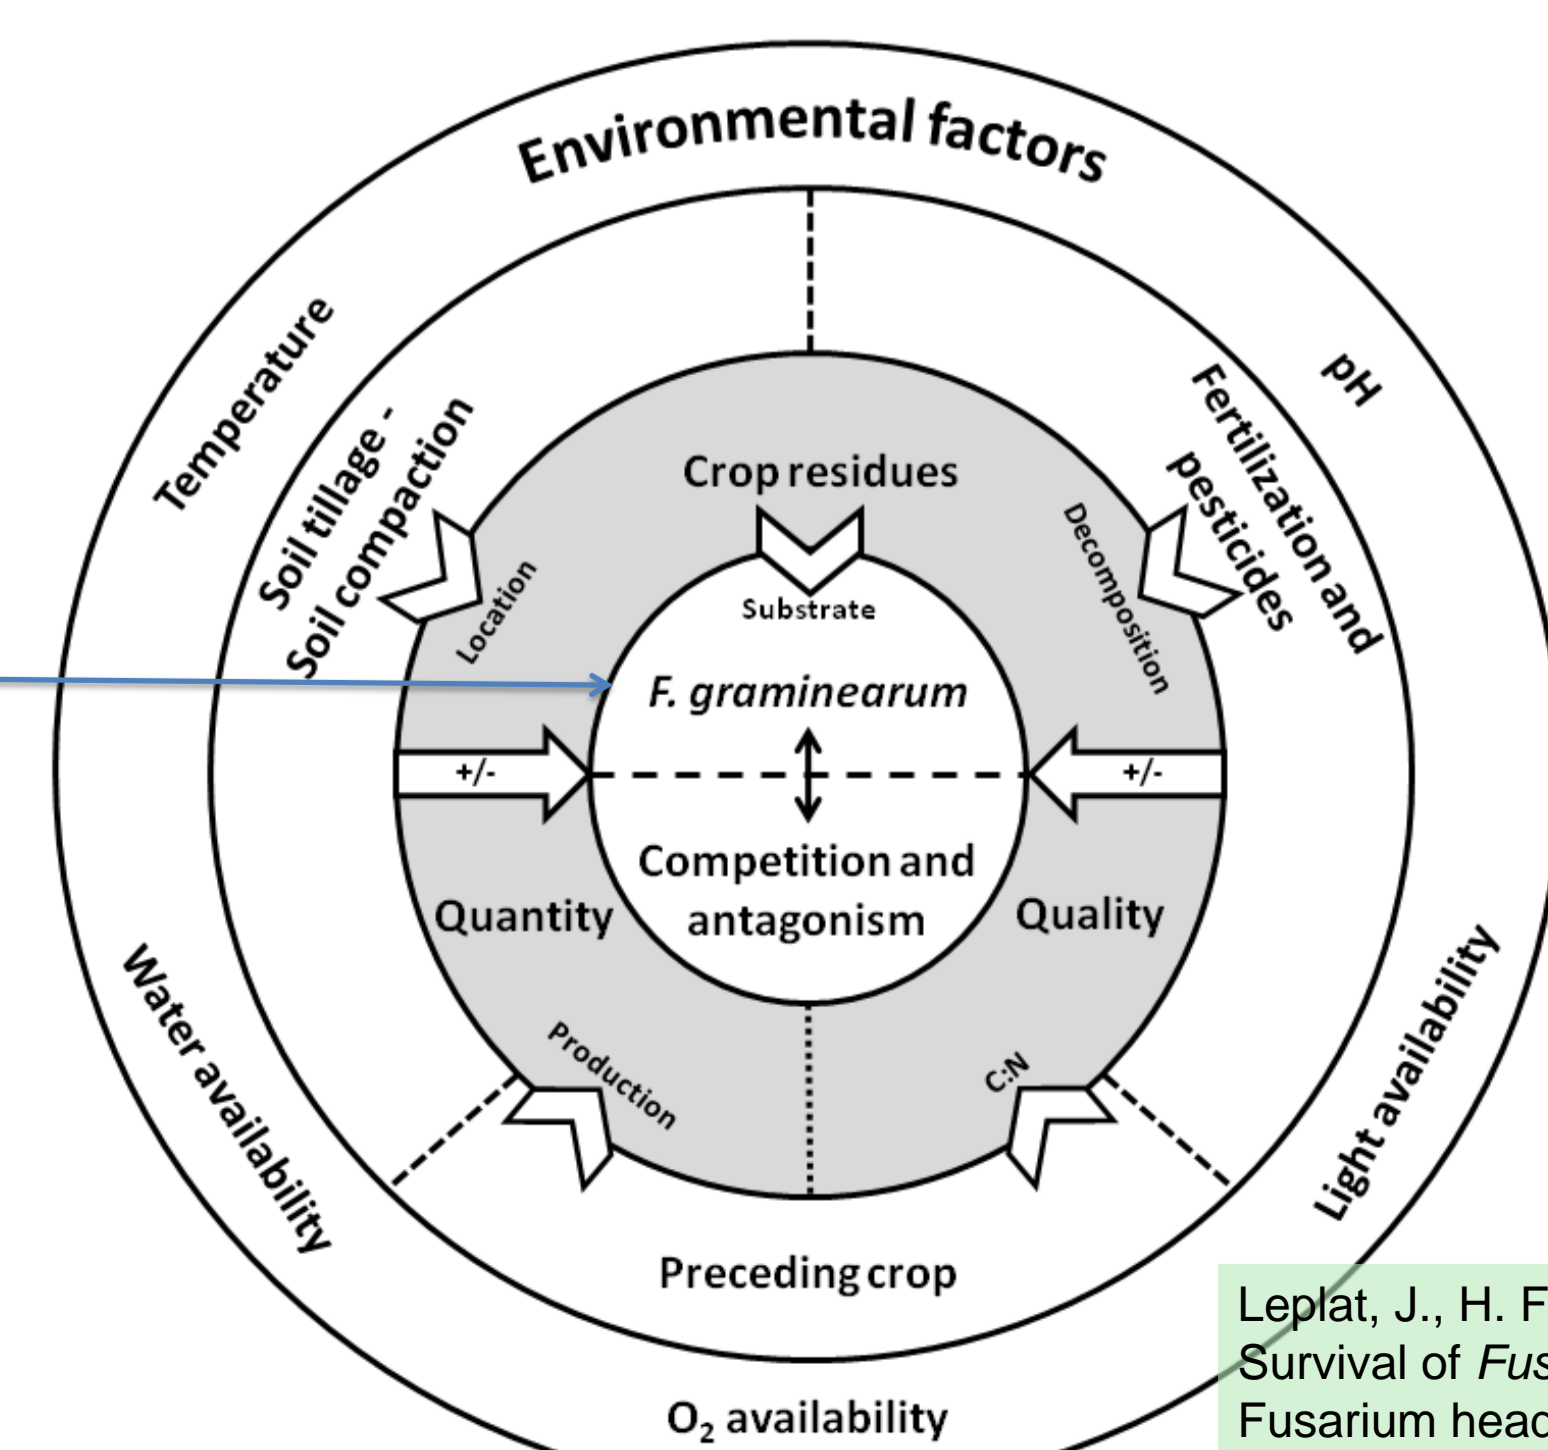 Environmental factors
Temperature
pH
Soil tillage -
Soil compaction
Fertilization and
pesticides
Crop residues
Location
Decomposition
Substrate
F. graminearum
+/-
+/-
Competition and
antagonism
Quantity
Quality
Water availability
Light availability
Production
C:N
Preceding crop
O₂ availability
Leplat, J., H. F
Survival of Fus
Fusarium head